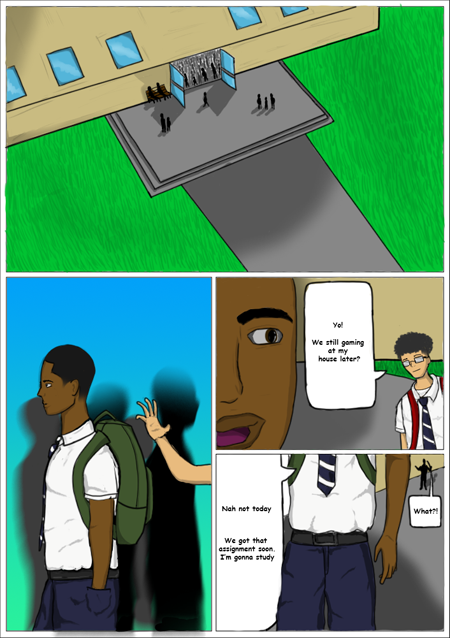 Yo!
We still gaming
at my
house later?
Nah not today
We got that
assignment soon.
I'm gonna study
What?!